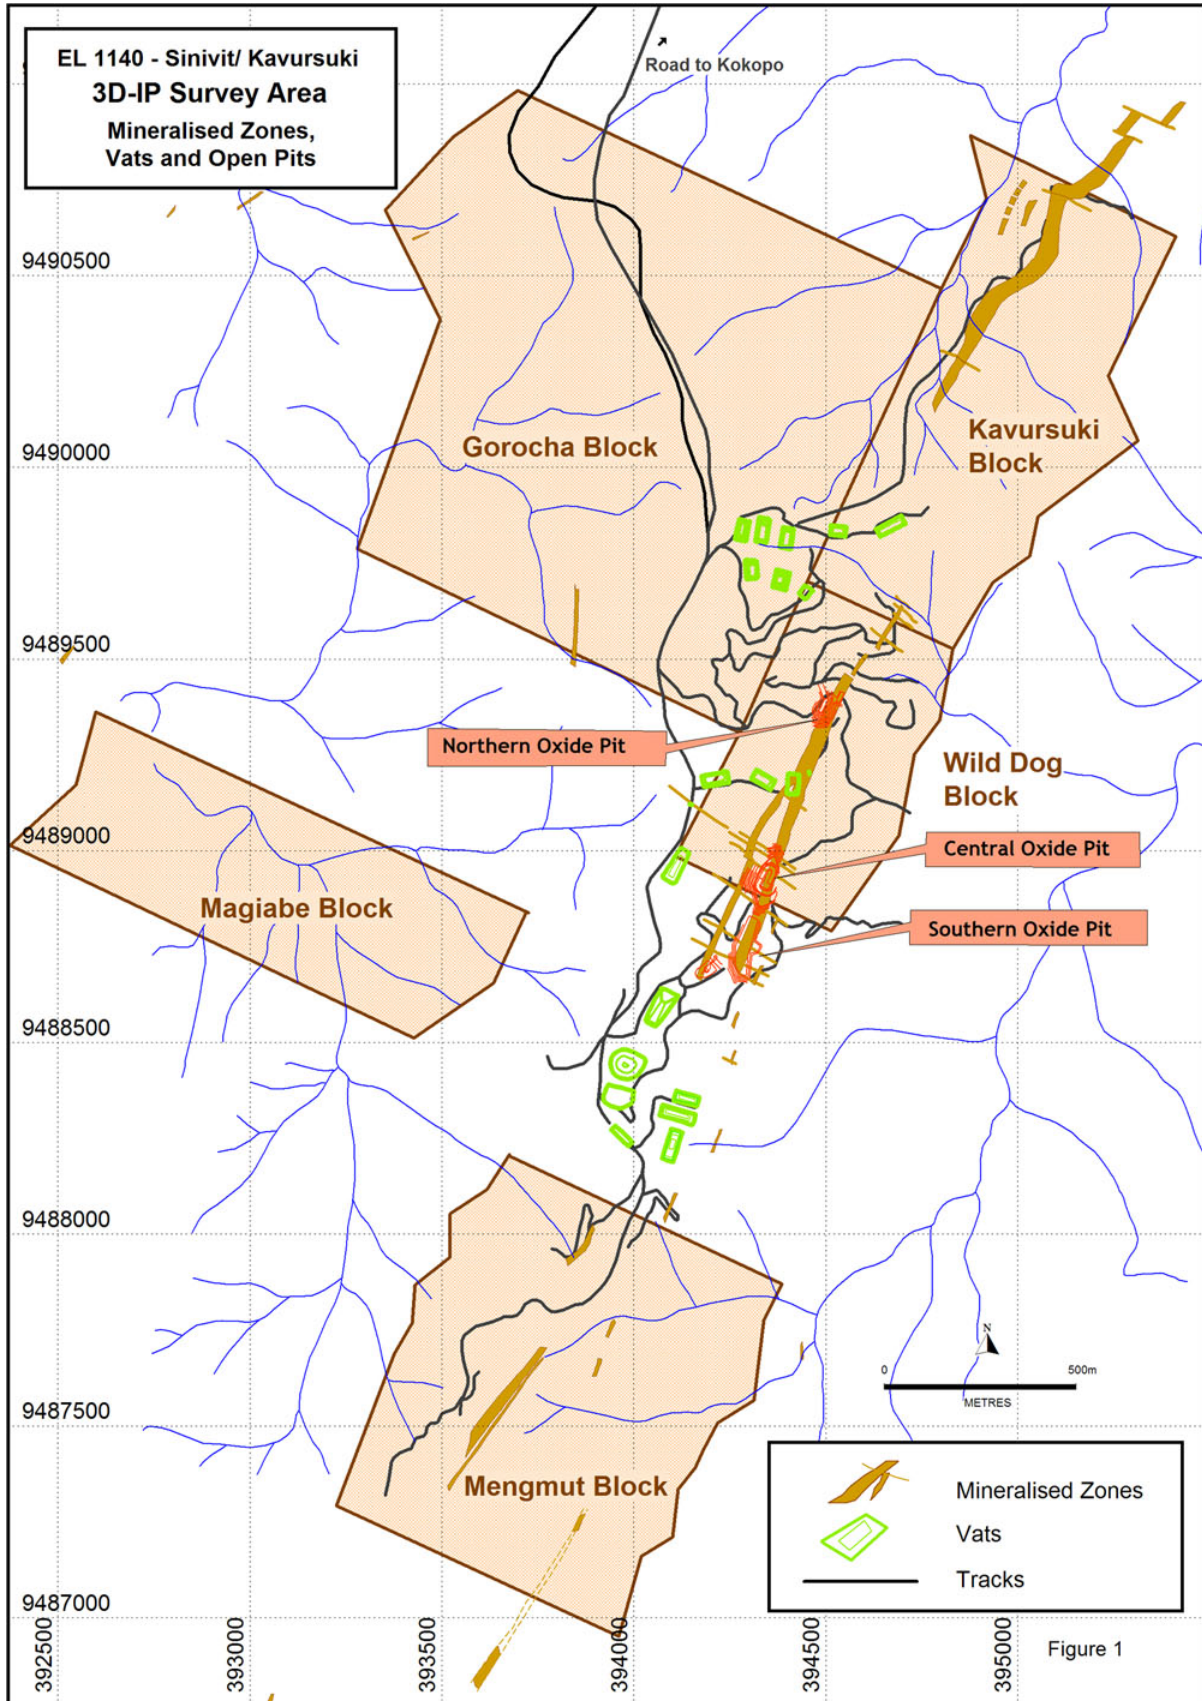 EL 1140 - Sinivit/ Kavursuki
3D-IP Survey Area
Mineralised Zones,
Vats and Open Pits
Road to Kokopo
9490500
Kavursuki
Block
Gorocha Block
9490000
9489500
Northern Oxide Pit
Wild Dog
Block
9489000
Central Oxide Pit
Magiabe Block
Southern Oxide Pit
9488500
9488000
N
0 500m
METRES
9487500
Mengmut Block
Mineralised Zones
Vats
Tracks
9487000
392500
393000
393500
394000
394500
395000
Figure 1